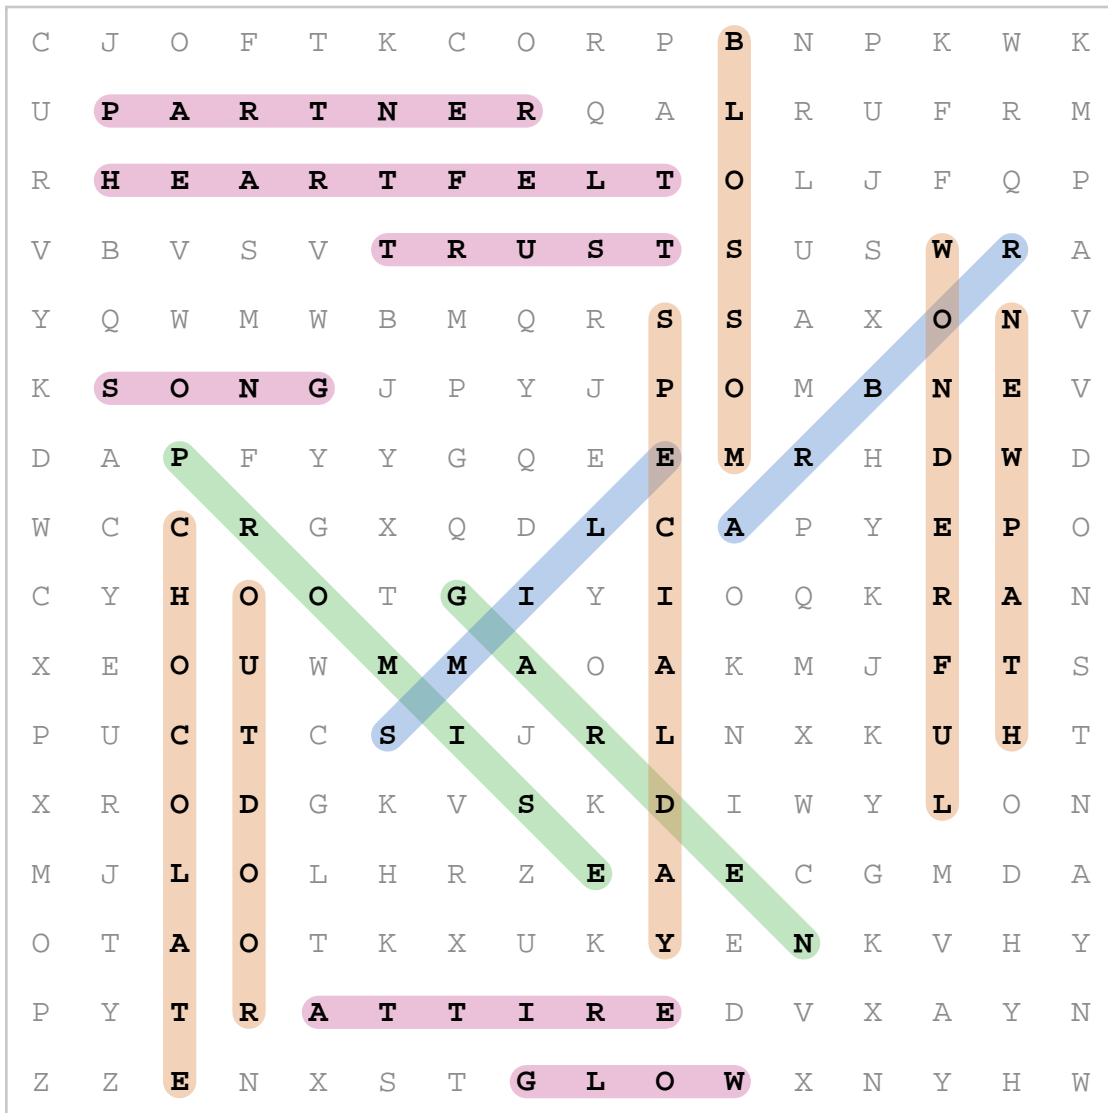 C J O F T K C O R P B N P K W K
U P A R T N E R Q A L R U F R M
R H E A R T F E L T O L J F Q P
V B V S V T R U S T S U S W R A
Y Q W M W B M Q R S S A X O N V
K S O N G J P Y J P O M B N E V
D A P F Y Y G Q E E M R H D W D
W C C R G X Q D L C A P Y E P O
C Y H O O T G I Y I O Q K R A N
X E O U W M M A O A K M J F T S
P U C T C S I J R L N X K U H T
X R O D G K V S K D I W Y L O N
M J L O L H R Z E A E C G M D A
O T A O T K X U K Y E N K V H Y
P Y T R A T T I R E D V X A Y N
Z Z E N X S T G L O W X N Y H W